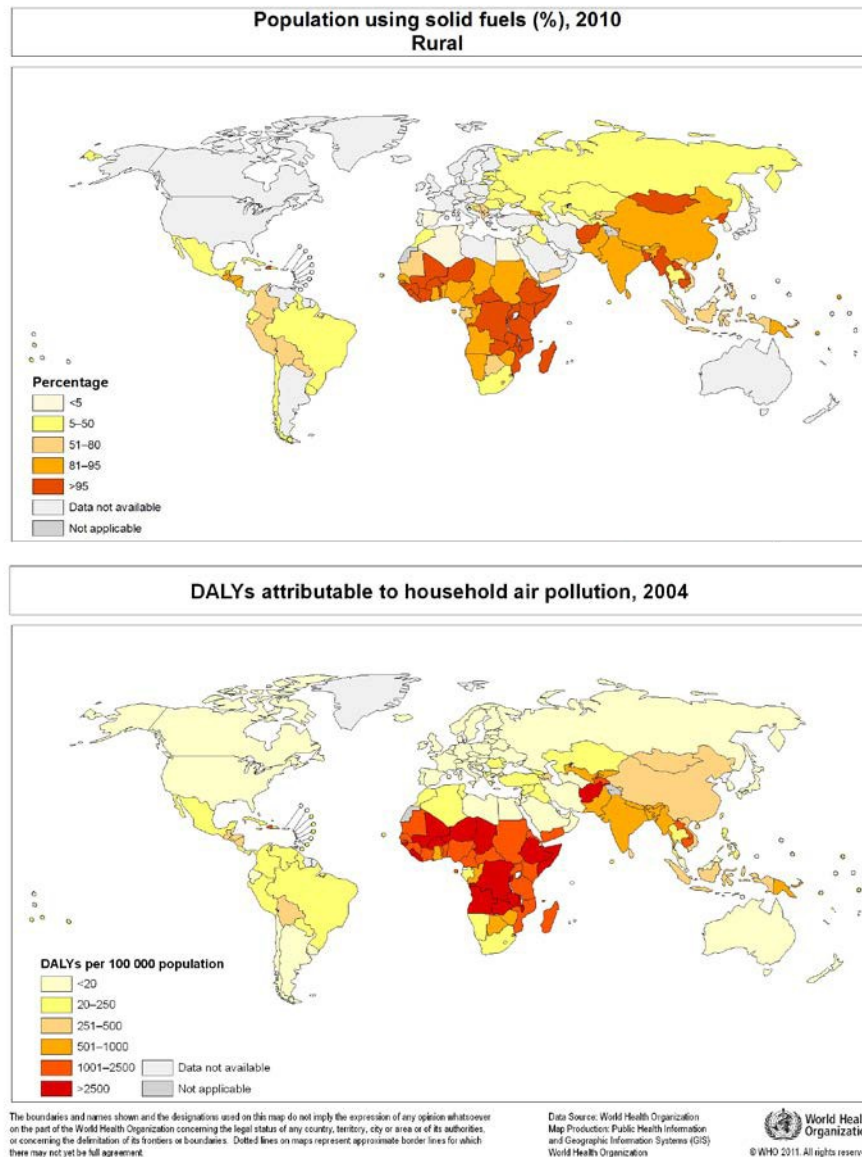 Population using solid fuels (%), 2010
Rural
Percentage
<5
5–50
51–80
81–95
>95
Data not available
Not applicable
DALYs attributable to household air pollution, 2004
DALYs per 100 000 population
<20
20–250
251–500
501–1000
1001–2500
>2500
Data not available
Not applicable
The boundaries and names shown and the designations used on this map do not imply the expression of any opinion whatsoever
on the part of the World Health Organization concerning the legal status of any country, territory, city or area or of its authorities,
or concerning the delimitation of its frontiers or boundaries. Dotted lines on maps represent approximate border lines for which
there may not yet be full agreement.
Data Source: World Health Organization
Map Production: Public Health Information
and Geographic Information Systems (GIS)
World Health Organization
World Heal
Organizatio
© WHO 2011. All rights reserv